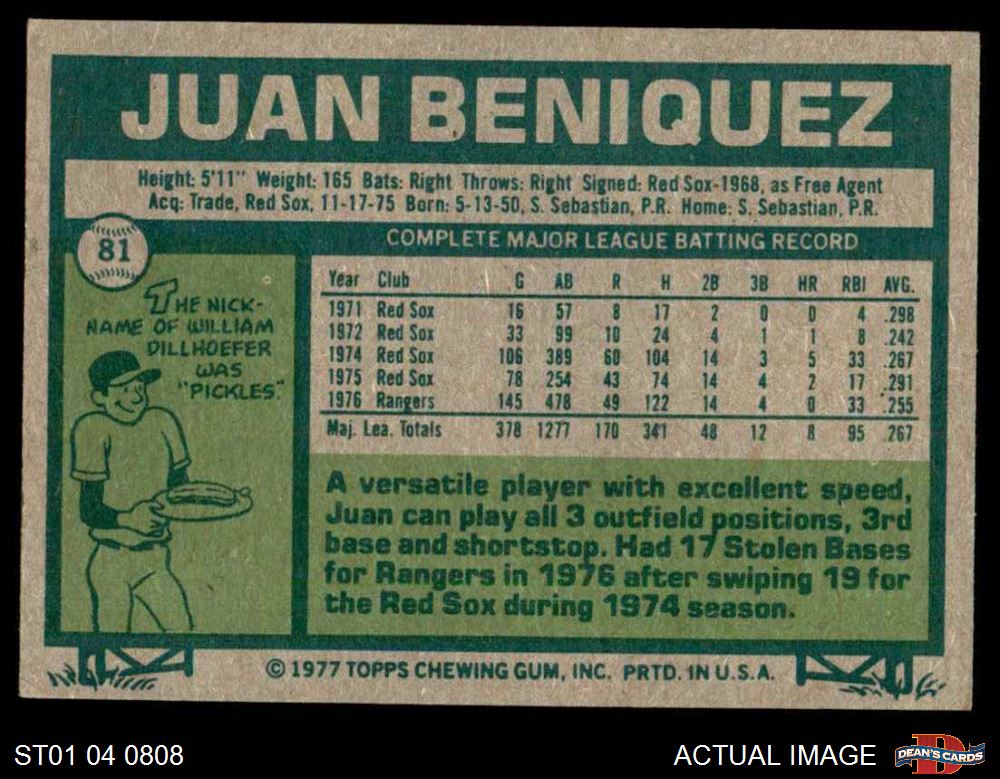 JUAN BENIQUEZ
Height: 5'11" Weight: 165 Bats: Right Throws: Right Signed: Red Sox-1968, as Free Agent
Acq: Trade, Red Sox, 11-17-75 Born: 5-13-50, S. Sebastian, P.R. Home: S. Sebastian, P.R.
81
COMPLETE MAJOR LEAGUE BATTING RECORD
THE NICK-
NAME OF WILLIAM
DILLHOEFER
WAS
"PICKLES."
Year Club G AB R H 2B 3B HR RBI AVG.
1971 Red Sox 16 57 8 17 2 0 0 4 .298
1972 Red Sox 33 99 10 24 4 1 1 8 .242
1974 Red Sox 106 389 60 104 14 3 5 33 .267
1975 Red Sox 78 254 43 74 14 4 2 17 .291
1976 Rangers 145 478 49 122 14 4 0 33 .255
Maj. Lea. Totals 378 1277 170 341 48 12 8 95 .267
A versatile player with excellent speed,
Juan can play all 3 outfield positions, 3rd
base and shortstop. Had 17 Stolen Bases
for Rangers in 1976 after swiping 19 for
the Red Sox during 1974 season.
© 1977 TOPPS CHEWING GUM, INC. PRTD. IN U.S.A.
ST01 04 0808
ACTUAL IMAGE
D
DEAN'S CARDS